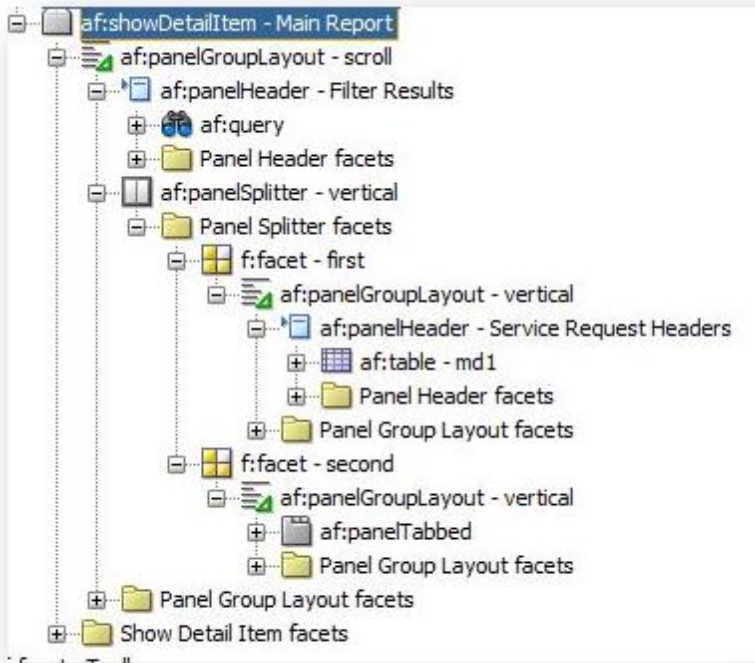 af:showDetailItem - Main Report
af:panelGroupLayout - scroll
af:panelHeader - Filter Results
af:query
Panel Header facets
af:panelSplitter - vertical
Panel Splitter facets
f:facet - first
af:panelGroupLayout - vertical
af:panelHeader - Service Request Headers
af:table - md1
Panel Header facets
Panel Group Layout facets
f:facet - second
af:panelGroupLayout - vertical
af:panelTabbed
Panel Group Layout facets
Panel Group Layout facets
Show Detail Item facets